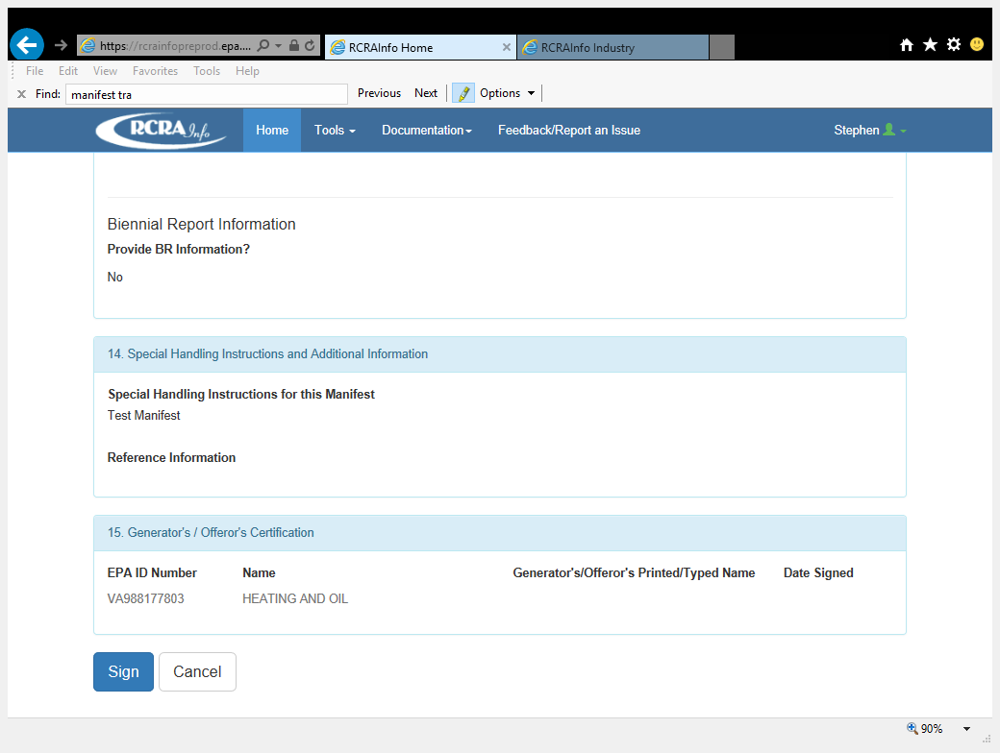 https://rcrainfopreprod.epa....
RCRAInfo Home
RCRAInfo Industry
File Edit View Favorites Tools Help
Find: manifest tra Previous Next Options
RCRA Info Home Tools Documentation Feedback/Report an Issue Stephen
Biennial Report Information
Provide BR Information?
No
14. Special Handling Instructions and Additional Information
Special Handling Instructions for this Manifest
Test Manifest
Reference Information
15. Generator's / Offeror's Certification
EPA ID Number Name Generator's/Offeror's Printed/Typed Name Date Signed
VA988177803 HEATING AND OIL
Sign Cancel
90%